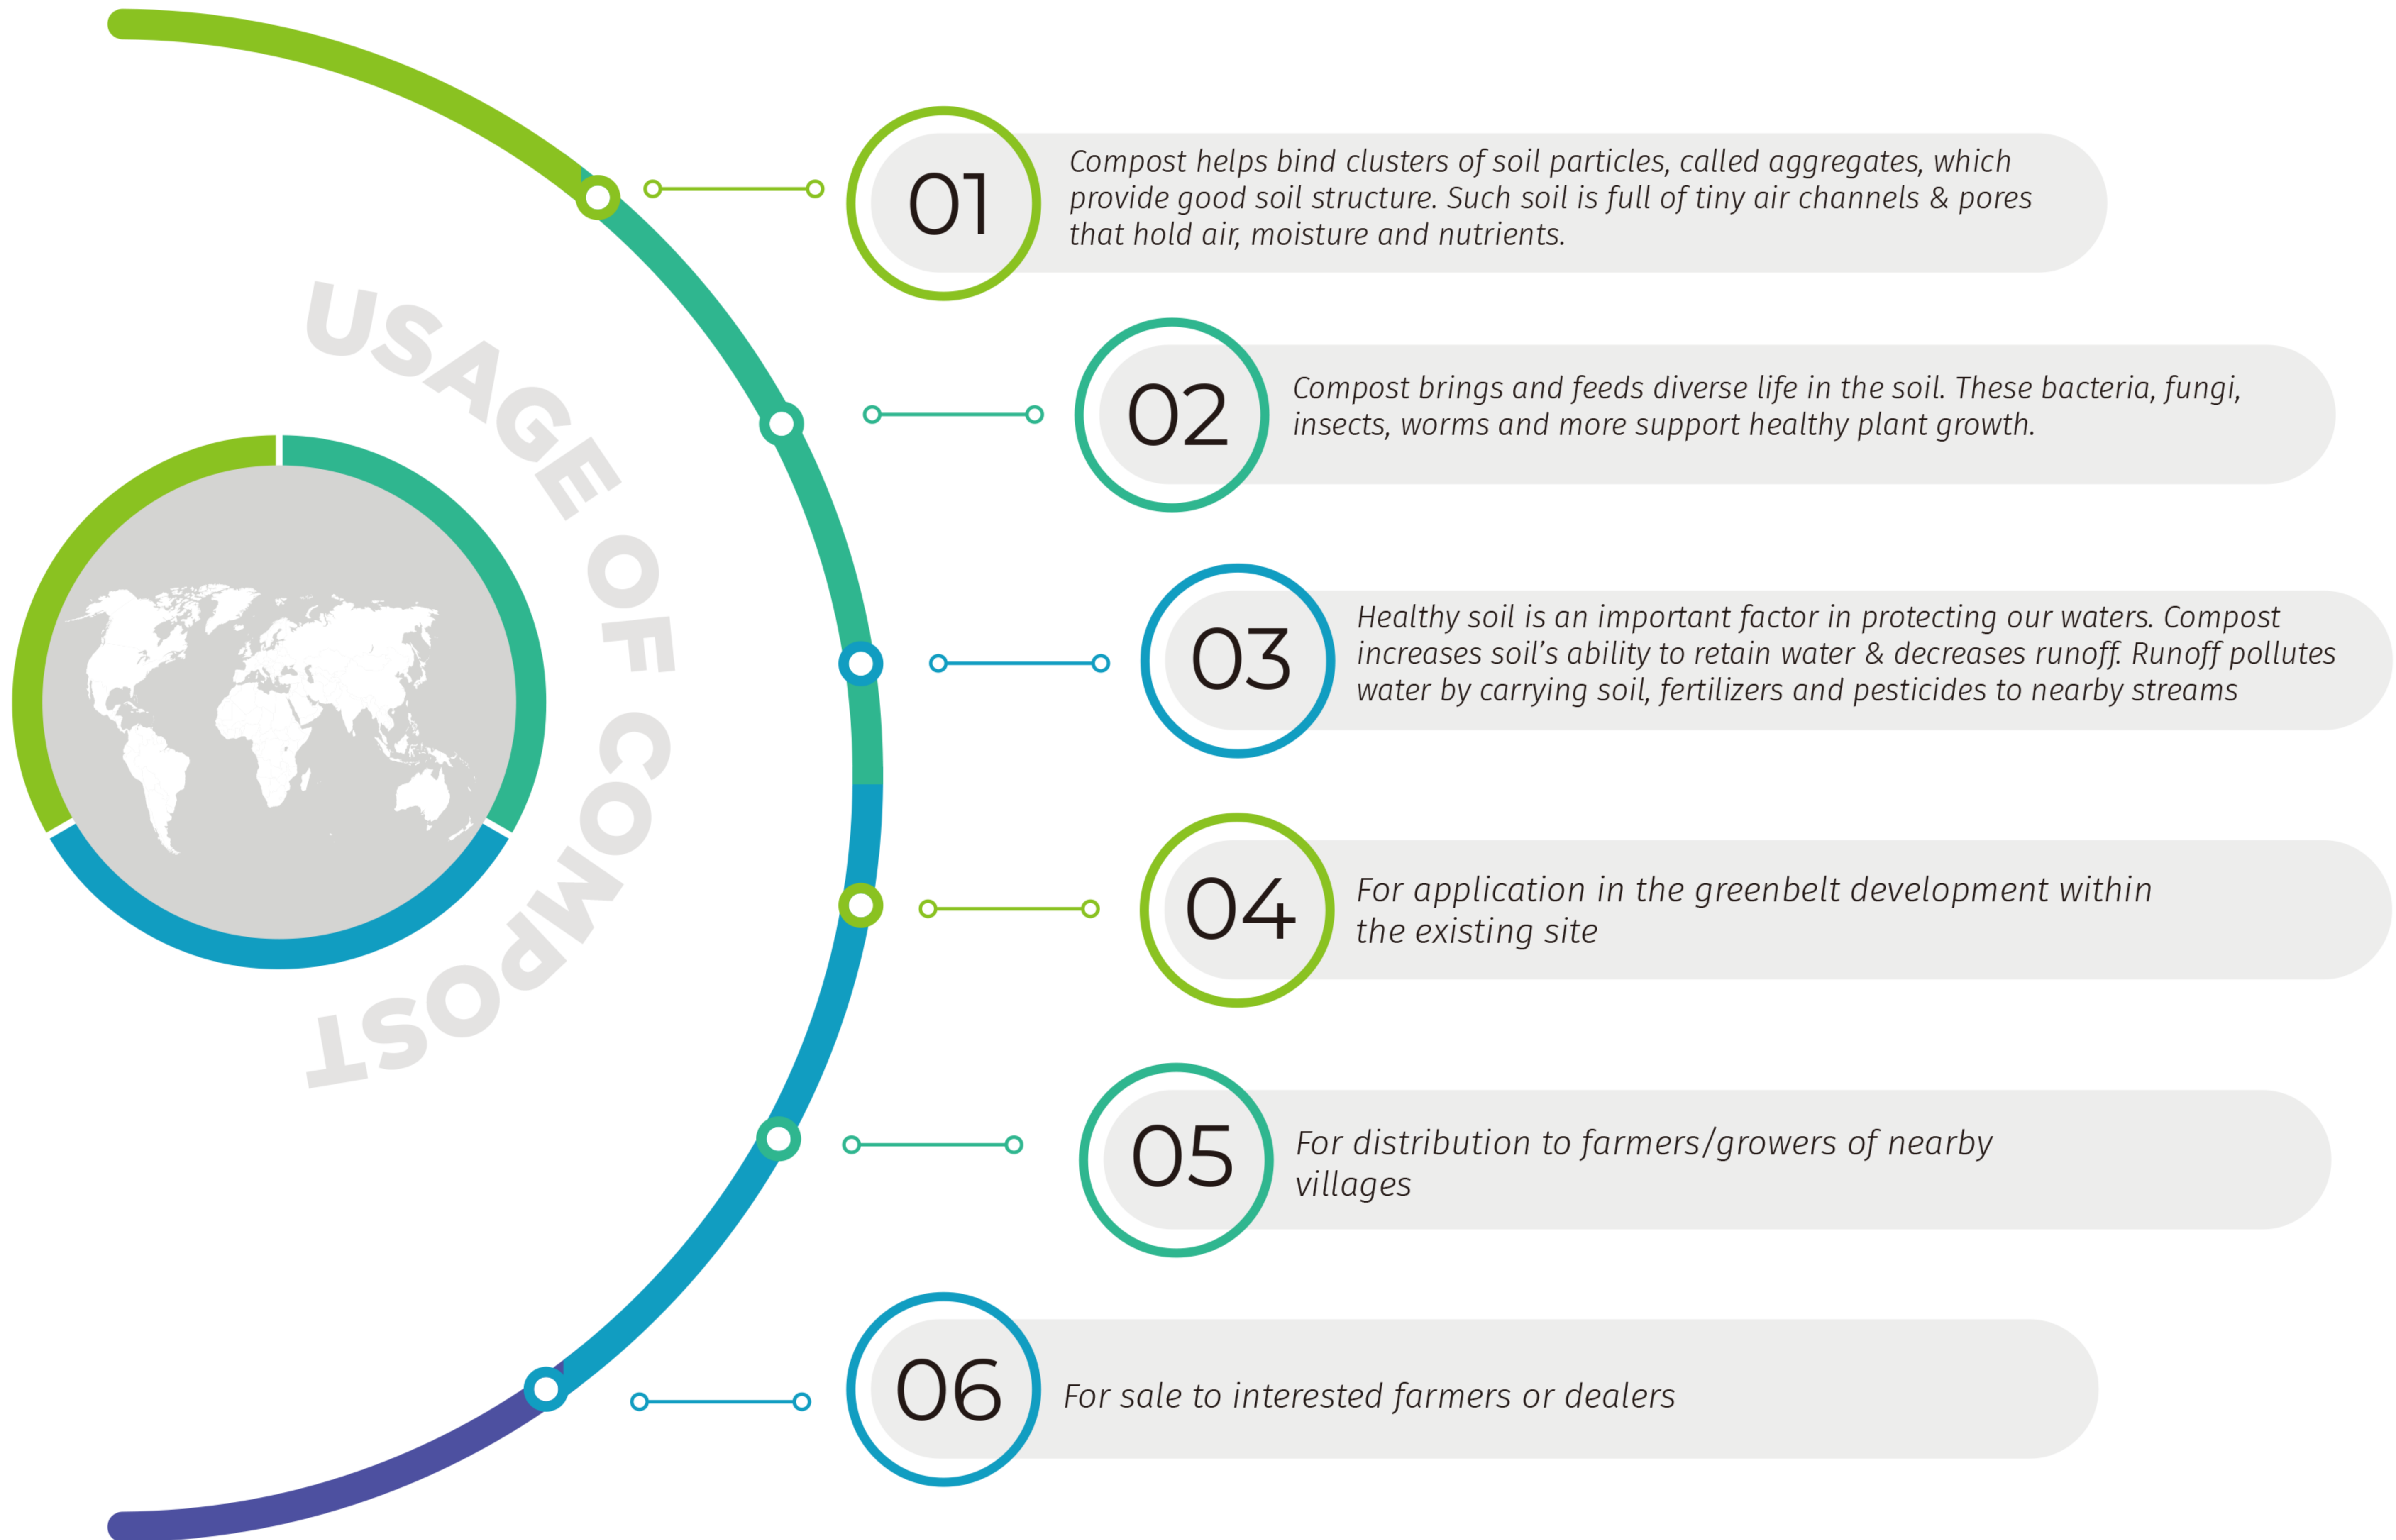 USAGE OF COMPOST
01
Compost helps bind clusters of soil particles, called aggregates, which
provide good soil structure. Such soil is full of tiny air channels & pores
that hold air, moisture and nutrients.
02
Compost brings and feeds diverse life in the soil. These bacteria, fungi,
insects, worms and more support healthy plant growth.
03
Healthy soil is an important factor in protecting our waters. Compost
increases soil’s ability to retain water & decreases runoff. Runoff pollutes
water by carrying soil, fertilizers and pesticides to nearby streams
04
For application in the greenbelt development within
the existing site
05
For distribution to farmers/growers of nearby
villages
06
For sale to interested farmers or dealers